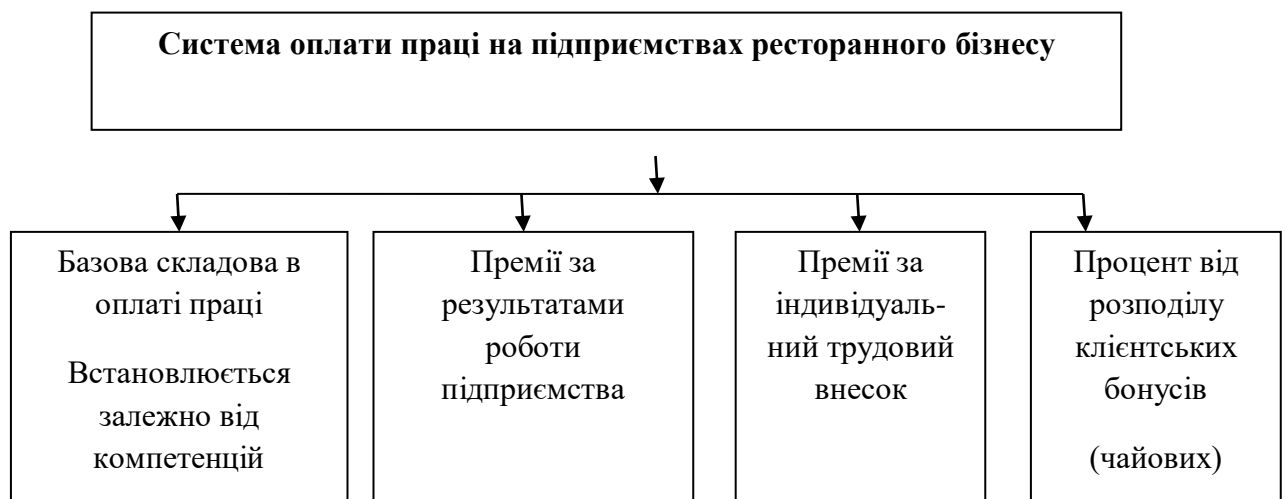 Система оплати праці на підприємствах ресторанного бізнесу
Базова складова в
оплаті праці
Встановлюється
залежно від
компетенцій
Премії за
результатами
роботи
підприємства
Премії за
індивідуаль-
ний трудовий
внесок
Процент від
розподілу
клієнтських
бонусів
(чайових)